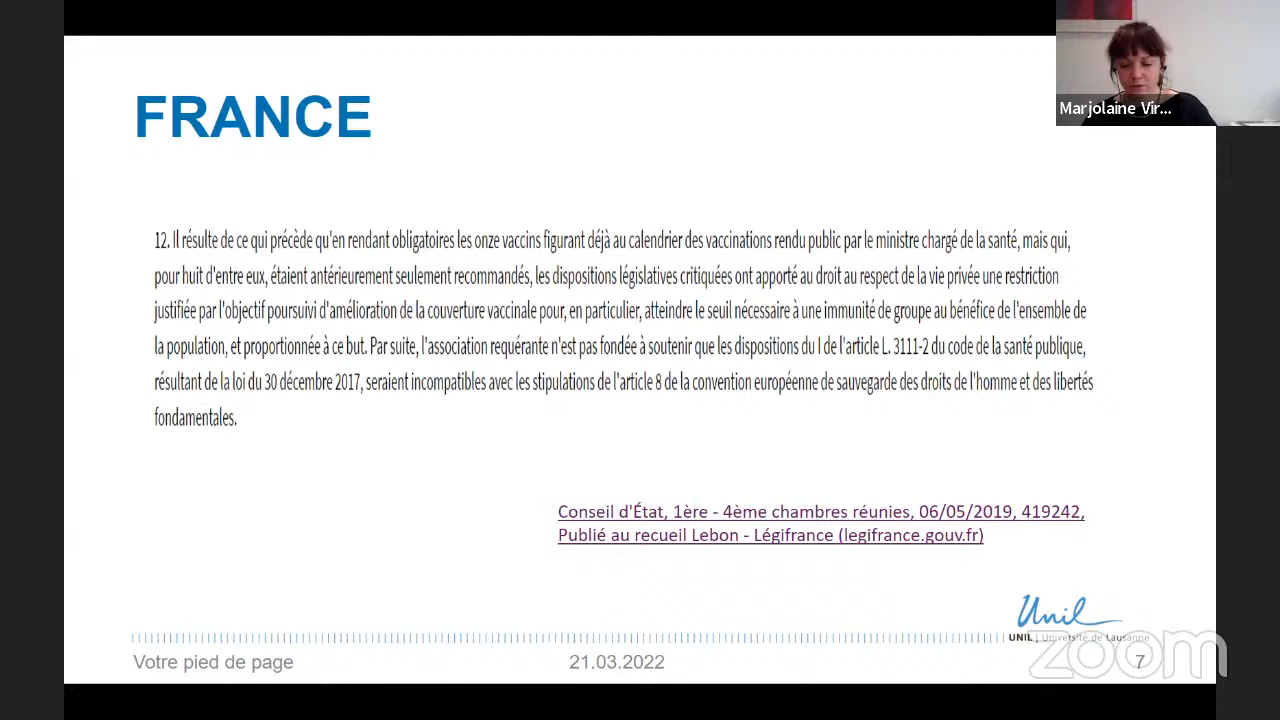 FRANCE
Marjolaine Vir...
12. Il résulte de ce qui précède qu'en rendant obligatoires les onze vaccins figurant déjà au calendrier des vaccinations rendu public par le ministre chargé de la santé, mais qui,
pour huit d'entre eux, étaient antérieurement seulement recommandés, les dispositions législatives critiquées ont apporté au droit au respect de la vie privée une restriction
justifiée par l'objectif poursuivi d'amélioration de la couverture vaccinale pour, en particulier, atteindre le seuil nécessaire à une immunité de groupe au bénéfice de l'ensemble de
la population, et proportionnée à ce but. Par suite, l'association requérante n'est pas fondée à soutenir que les dispositions du I de l'article L. 3111-2 du code de la santé publique,
résultant de la loi du 30 décembre 2017, seraient incompatibles avec les stipulations de l'article 8 de la convention européenne de sauvegarde des droits de l'homme et des libertés
fondamentales.
Conseil d'État, 1ère - 4ème chambres réunies, 06/05/2019, 419242,
Publié au recueil Lebon - Légifrance (legifrance.gouv.fr)
Unil
UNIL | Université de Lausanne
Votre pied de page
21.03.2022
7
zoom